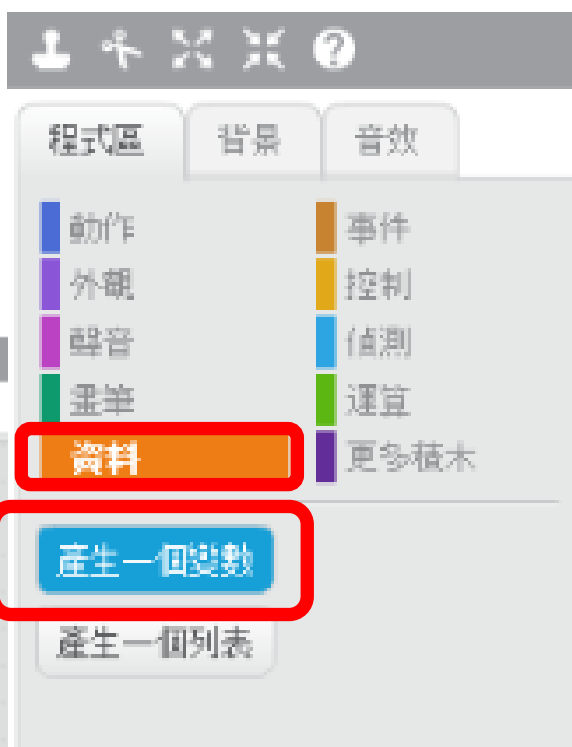 程式區 背景 音效
動作 事件
外觀 控制
聲音 偵測
畫筆 運算
資料 更多積木
產生一個變數
產生一個列表